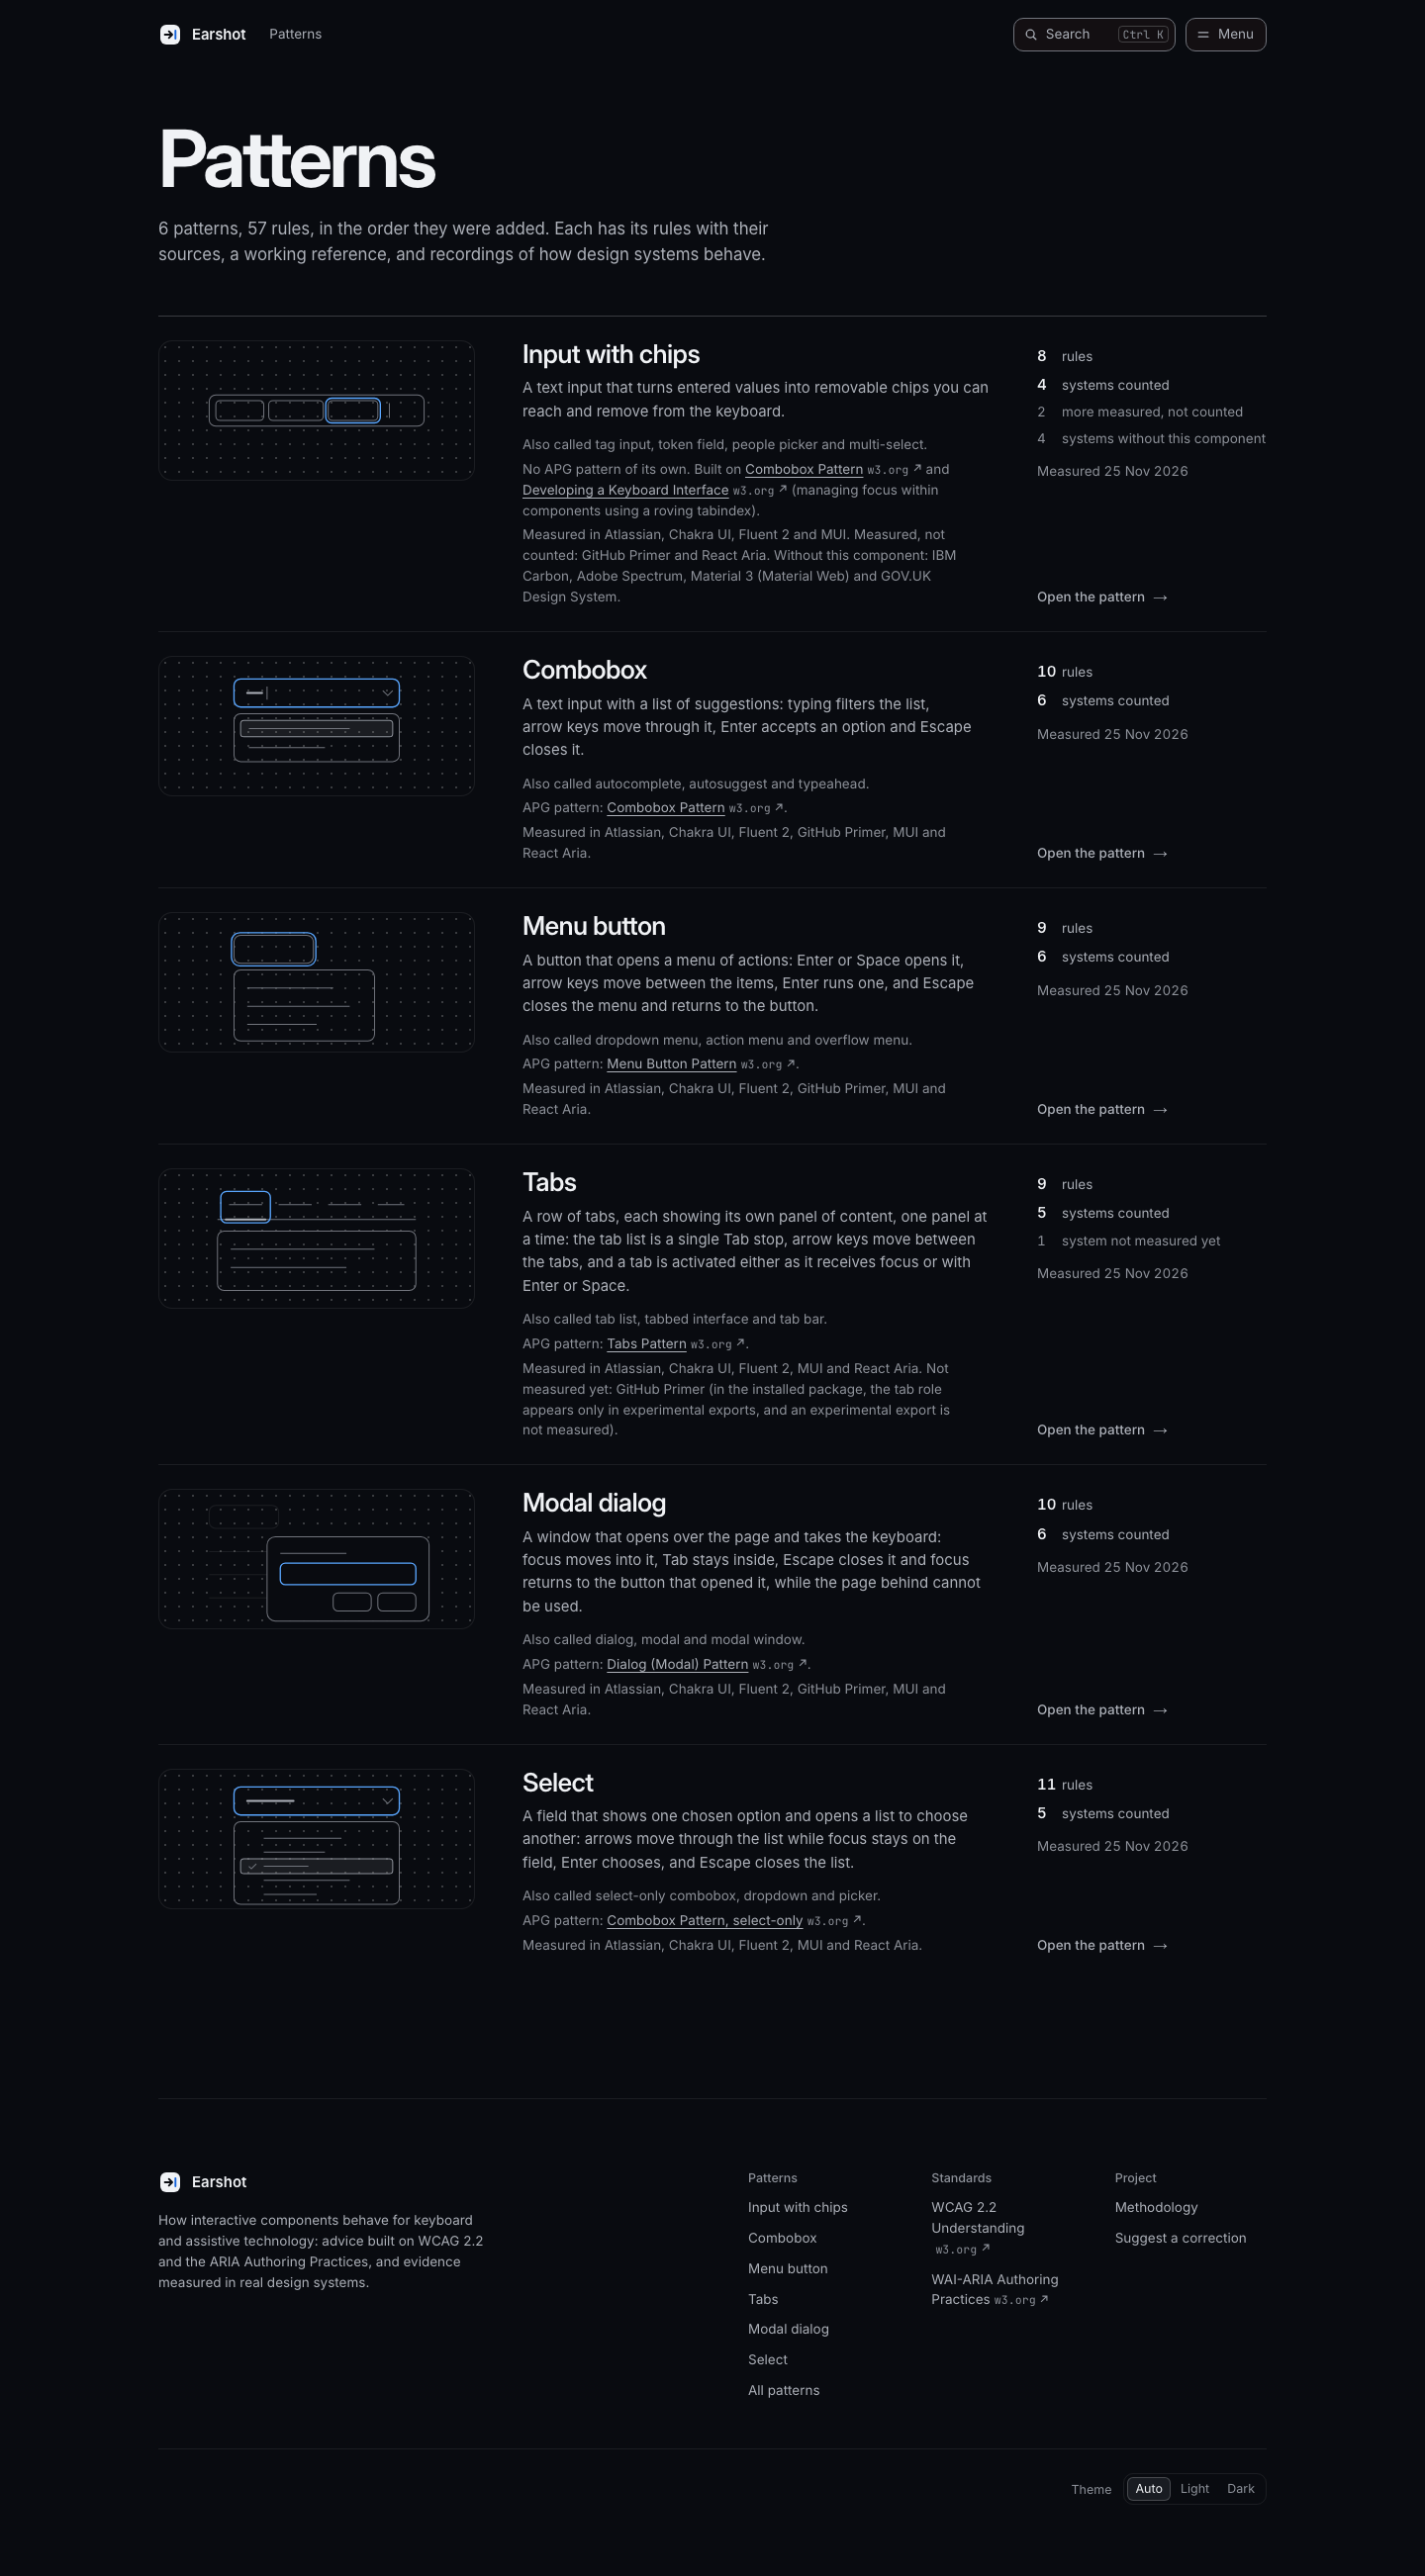 Earshot
Patterns
Search
Ctrl K
Menu
Patterns
6 patterns, 57 rules, in the order they were added. Each has its rules with their
sources, a working reference, and recordings of how design systems behave.
Input with chips
A text input that turns entered values into removable chips you can
reach and remove from the keyboard.
Also called tag input, token field, people picker and multi-select.
No APG pattern of its own. Built on Combobox Pattern w3.org ↗ and
Developing a Keyboard Interface w3.org ↗ (managing focus within
components using a roving tabindex).
Measured in Atlassian, Chakra UI, Fluent 2 and MUI. Measured, not
counted: GitHub Primer and React Aria. Without this component: IBM
Carbon, Adobe Spectrum, Material 3 (Material Web) and GOV.UK
Design System.
8 rules
4 systems counted
2 more measured, not counted
4 systems without this component
Measured 25 Nov 2026
Open the pattern →
Combobox
A text input with a list of suggestions: typing filters the list,
arrow keys move through it, Enter accepts an option and Escape
closes it.
Also called autocomplete, autosuggest and typeahead.
APG pattern: Combobox Pattern w3.org ↗.
Measured in Atlassian, Chakra UI, Fluent 2, GitHub Primer, MUI and
React Aria.
10 rules
6 systems counted
Measured 25 Nov 2026
Open the pattern →
Menu button
A button that opens a menu of actions: Enter or Space opens it,
arrow keys move between the items, Enter runs one, and Escape
closes the menu and returns to the button.
Also called dropdown menu, action menu and overflow menu.
APG pattern: Menu Button Pattern w3.org ↗.
Measured in Atlassian, Chakra UI, Fluent 2, GitHub Primer, MUI and
React Aria.
9 rules
6 systems counted
Measured 25 Nov 2026
Open the pattern →
Tabs
A row of tabs, each showing its own panel of content, one panel at
a time: the tab list is a single Tab stop, arrow keys move between
the tabs, and a tab is activated either as it receives focus or with
Enter or Space.
Also called tab list, tabbed interface and tab bar.
APG pattern: Tabs Pattern w3.org ↗.
Measured in Atlassian, Chakra UI, Fluent 2, MUI and React Aria. Not
measured yet: GitHub Primer (in the installed package, the tab role
appears only in experimental exports, and an experimental export is
not measured).
9 rules
5 systems counted
1 system not measured yet
Measured 25 Nov 2026
Open the pattern →
Modal dialog
A window that opens over the page and takes the keyboard:
focus moves into it, Tab stays inside, Escape closes it and focus
returns to the button that opened it, while the page behind cannot
be used.
Also called dialog, modal and modal window.
APG pattern: Dialog (Modal) Pattern w3.org ↗.
Measured in Atlassian, Chakra UI, Fluent 2, GitHub Primer, MUI and
React Aria.
10 rules
6 systems counted
Measured 25 Nov 2026
Open the pattern →
Select
A field that shows one chosen option and opens a list to choose
another: arrows move through the list while focus stays on the
field, Enter chooses, and Escape closes the list.
Also called select-only combobox, dropdown and picker.
APG pattern: Combobox Pattern, select-only w3.org ↗.
Measured in Atlassian, Chakra UI, Fluent 2, MUI and React Aria.
11 rules
5 systems counted
Measured 25 Nov 2026
Open the pattern →
Earshot
How interactive components behave for keyboard
and assistive technology: advice built on WCAG 2.2
and the ARIA Authoring Practices, and evidence
measured in real design systems.
Patterns
Input with chips
Combobox
Menu button
Tabs
Modal dialog
Select
All patterns
Standards
WCAG 2.2
Understanding
w3.org ↗
WAI-ARIA Authoring
Practices w3.org ↗
Project
Methodology
Suggest a correction
Theme
Auto
Light
Dark